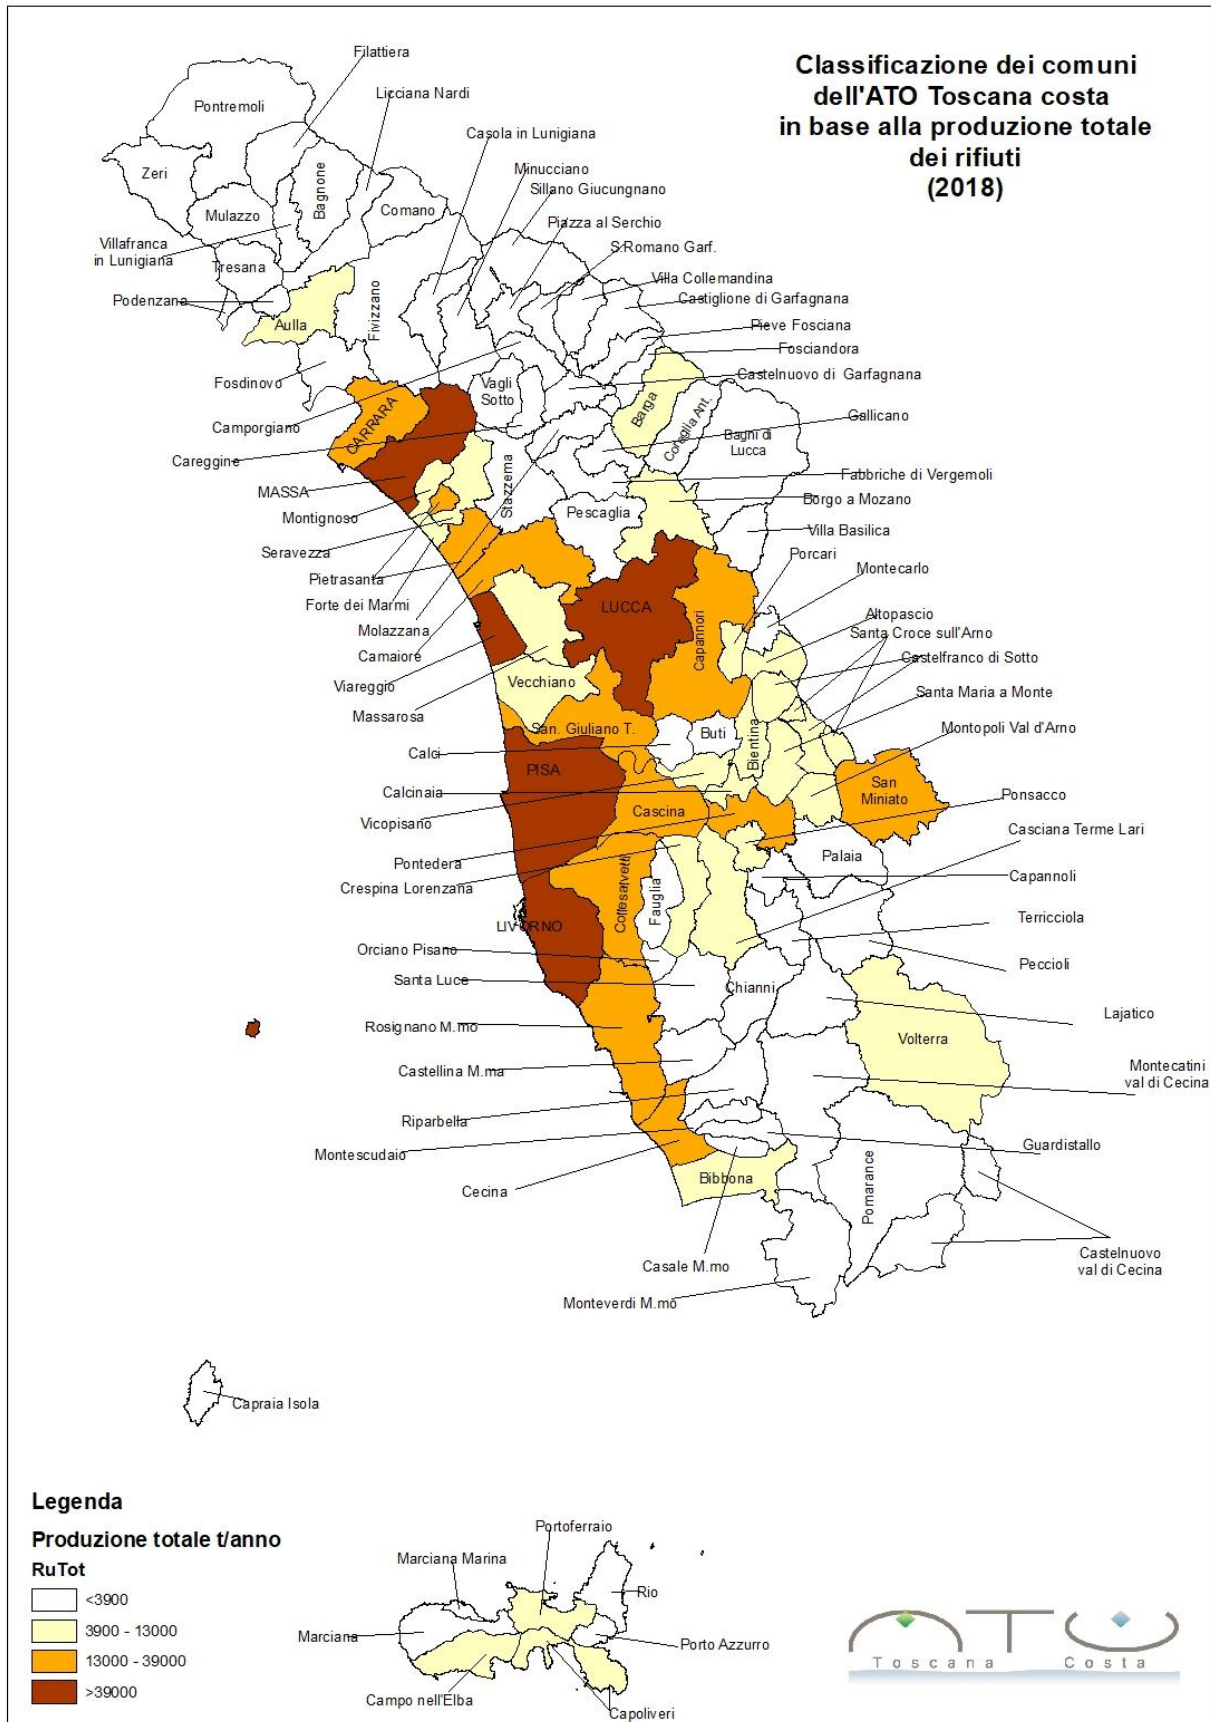 Classificazione dei comuni
dell'ATO Toscana costa
in base alla produzione totale
dei rifiuti
(2018)
Filattiera
Licciana Nardi
Pontremoli
Casola in Lunigiana
Minucciano
Sillano Giucungnano
Zeri
Bagnone
Comano
Mulazzo
Piazza al Serchio
S.Romano Garf.
Villafranca
in Lunigiana
Tresana
Villa Collemandina
Castiglione di Garfagnana
Podenzana
Aulla
Fivizzano
Pieve Fosciana
Fosciandora
Fosdinovo
Vagli
Sotto
Castelnuovo di Garfagnana
Camporgiano
CARRARA
Barga
Coreglia Ant.
Gallicano
Bagni di
Lucca
Careggine
Fabbriche di Vergemoli
MASSA
Stazzema
Borgo a Mozano
Montignoso
Pescaglia
Villa Basilica
Seravezza
Porcari
Montecarlo
Pietrasanta
Forte dei Marmi
LUCCA
Altopascio
Molazzana
Santa Croce sull'Arno
Camaiore
Capannori
Castelfranco di Sotto
Viareggio
Vecchiano
Santa Maria a Monte
Massarosa
San. Giuliano T.
Buti
Bientina
Montopoli Val d'Arno
Calci
PISA
San
Miniato
Calcinaia
Ponsacco
Vicopisano
Cascina
Casciana Terme Lari
Pontedera
Palaia
Crespina Lorenzana
Collesalvetti
Fauglia
Capannoli
LIVORNO
Terricciola
Orciano Pisano
Peccioli
Santa Luce
Chianni
Lajatico
Rosignano M.mo
Volterra
Castellina M.ma
Montecatini
val di Cecina
Riparbella
Guardistallo
Montescudaio
Cecina
Bibbona
Pomarance
Casale M.mo
Castelnuovo
val di Cecina
Monteverdi M.mo
Capraia Isola
Legenda
Produzione totale t/anno
RuTot
<3900
3900 - 13000
13000 - 39000
>39000
Portoferraio
Marciana Marina
Rio
Marciana
Porto Azzurro
Campo nell'Elba
Capoliveri
ATO
Toscana Costa